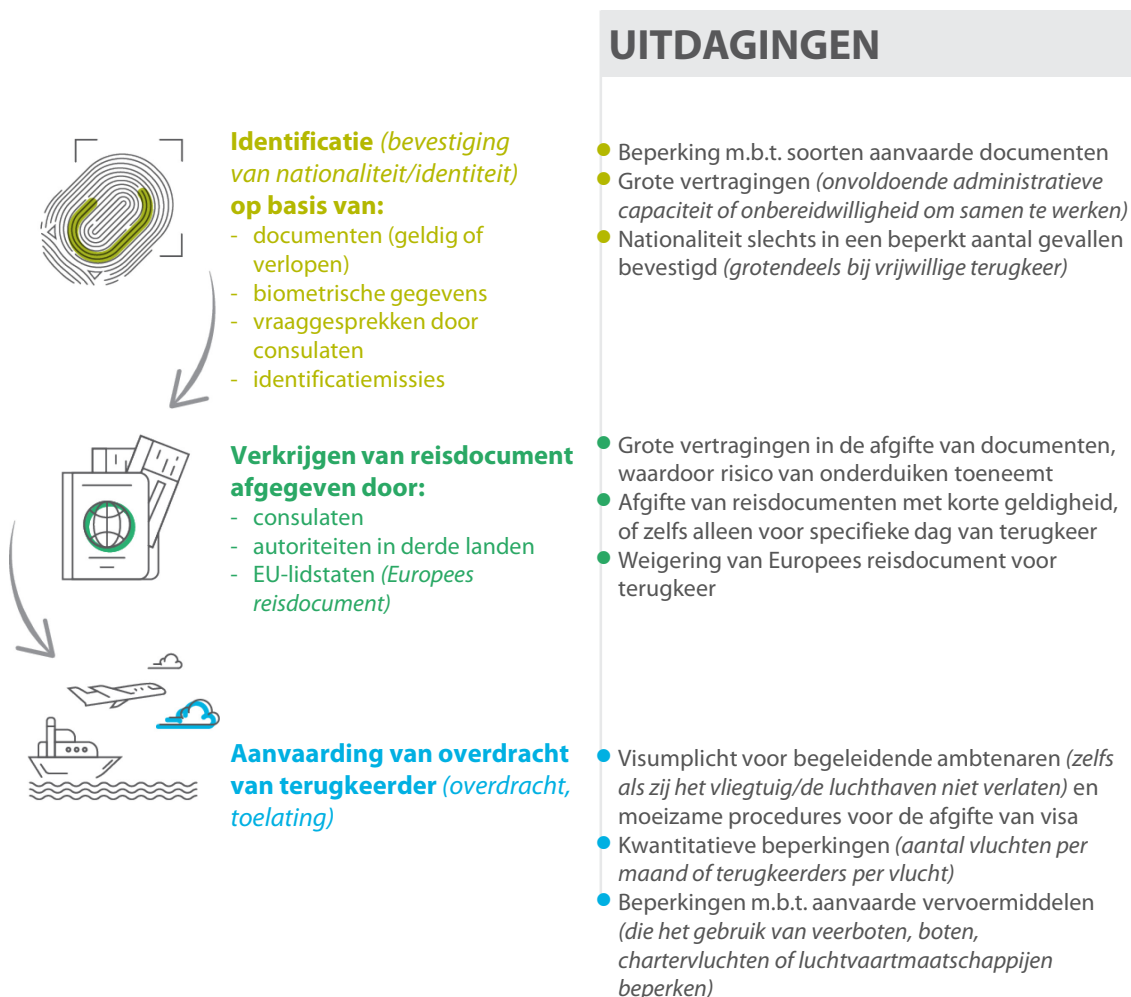 UITDAGINGEN
Identificatie (bevestiging
van nationaliteit/identiteit)
op basis van:
- documenten (geldig of
verlopen)
- biometrische gegevens
- vraaggesprekken door
consulaten
- identificatiemissies
● Beperking m.b.t. soorten aanvaarde documenten
● Grote vertragingen (onvoldoende administratieve
capaciteit of onbereidwilligheid om samen te werken)
● Nationaliteit slechts in een beperkt aantal gevallen
bevestigd (grotendeels bij vrijwillige terugkeer)
Verkrijgen van reisdocument
afgegeven door:
- consulaten
- autoriteiten in derde landen
- EU-lidstaten (Europees
reisdocument)
● Grote vertragingen in de afgifte van documenten,
waardoor risico van onderduiken toeneemt
● Afgifte van reisdocumenten met korte geldigheid,
of zelfs alleen voor specifieke dag van terugkeer
● Weigering van Europees reisdocument voor
terugkeer
Aanvaarding van overdracht
van terugkeerder (overdracht,
toelating)
● Visumplicht voor begeleidende ambtenaren (zelfs
als zij het vliegtuig/de luchthaven niet verlaten) en
moeizame procedures voor de afgifte van visa
● Kwantitatieve beperkingen (aantal vluchten per
maand of terugkeerders per vlucht)
● Beperkingen m.b.t. aanvaarde vervoermiddelen
(die het gebruik van veerboten, boten,
chartervluchten of luchtvaartmaatschappijen
beperken)